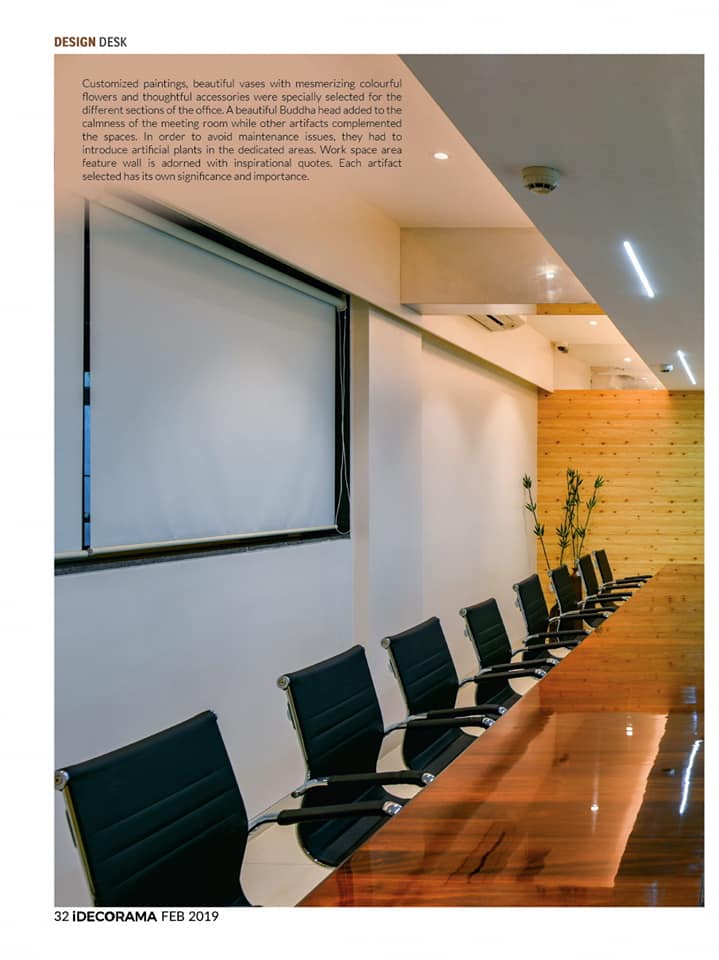 DESIGN DESK
Customized paintings, beautiful vases with mesmerizing colourful
flowers and thoughtful accessories were specially selected for the
different sections of the office. A beautiful Buddha head added to the
calmness of the meeting room while other artifacts complemented
the spaces. In order to avoid maintenance issues, they had to
introduce artificial plants in the dedicated areas. Work space area
feature wall is adorned with inspirational quotes. Each artifact
selected has its own significance and importance.
32 iDECORAMA FEB 2019